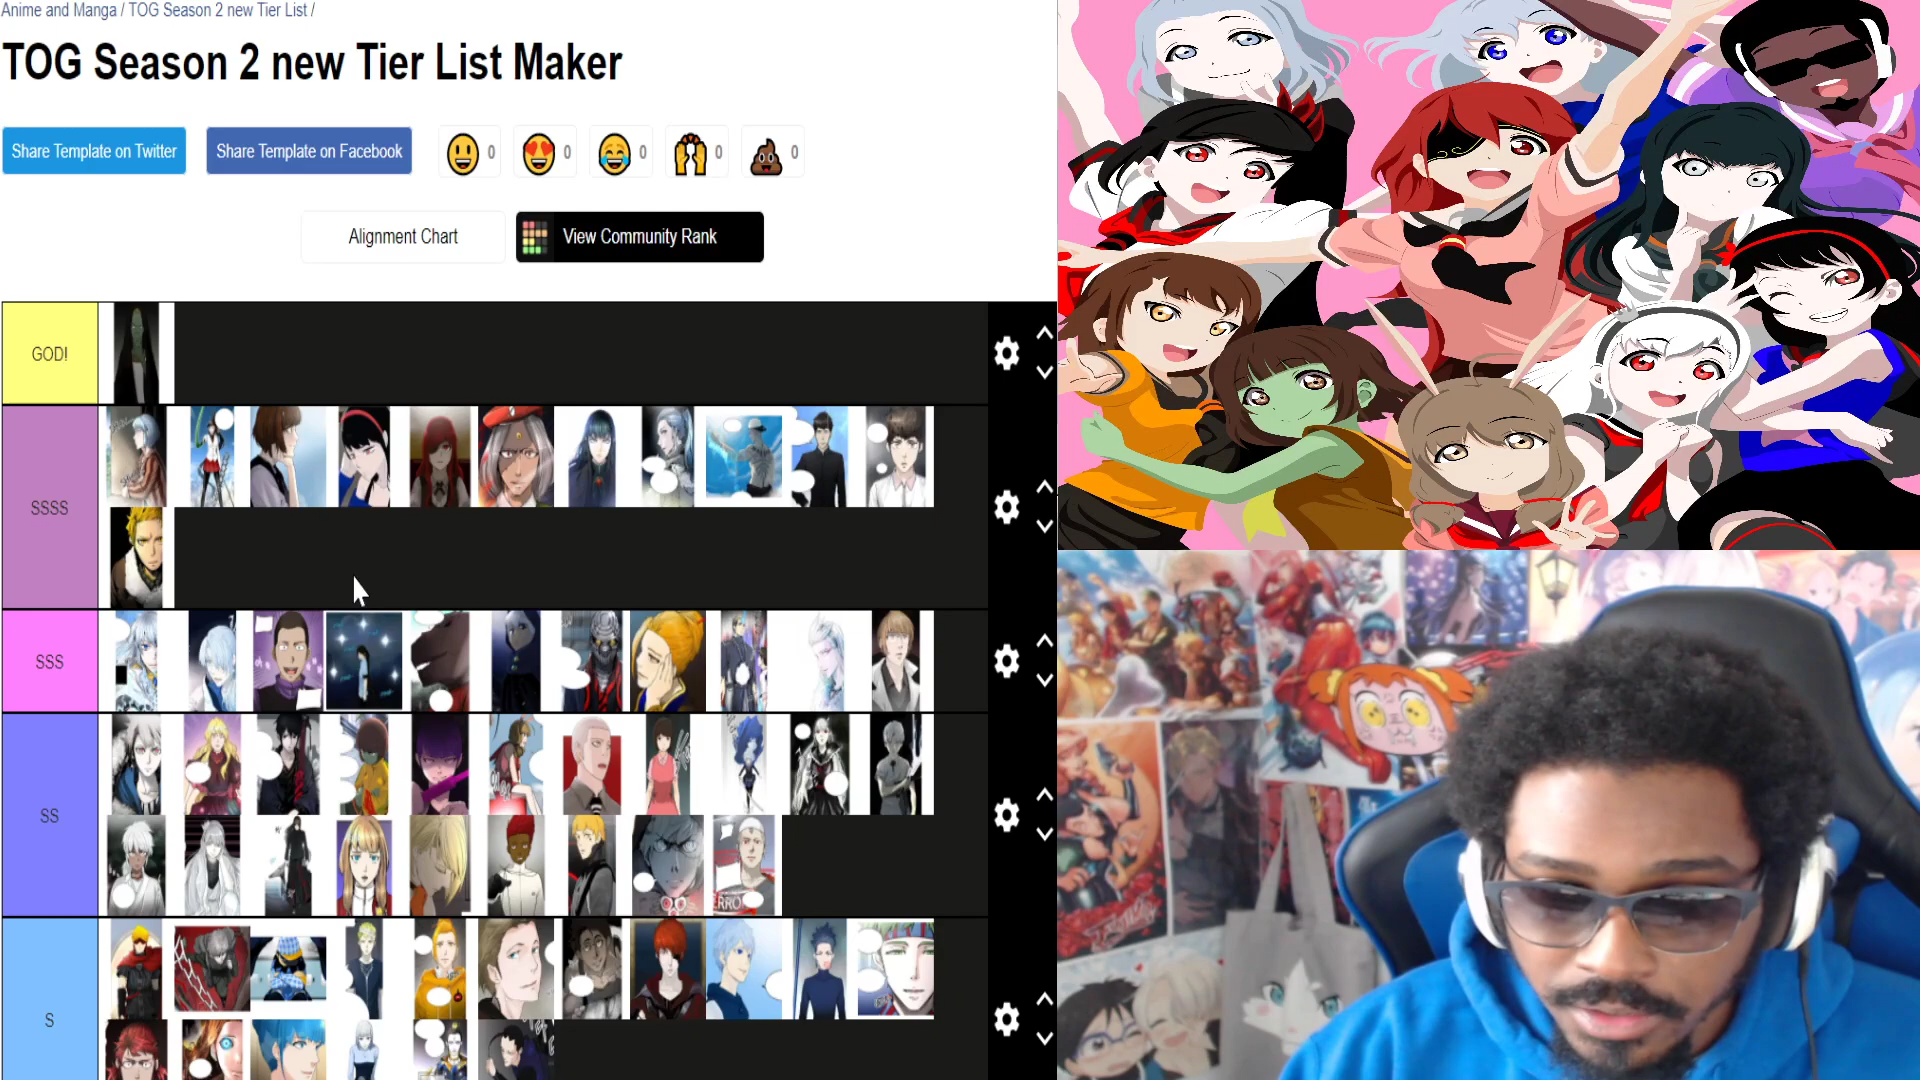 Anime and Manga / TOG Season 2 new Tier List /
TOG Season 2 new Tier List Maker
Share Template on Twitter
Share Template on Facebook
0
0
0
0
0
Alignment Chart
View Community Rank
GOD!
SSSS
SSS
SS
S